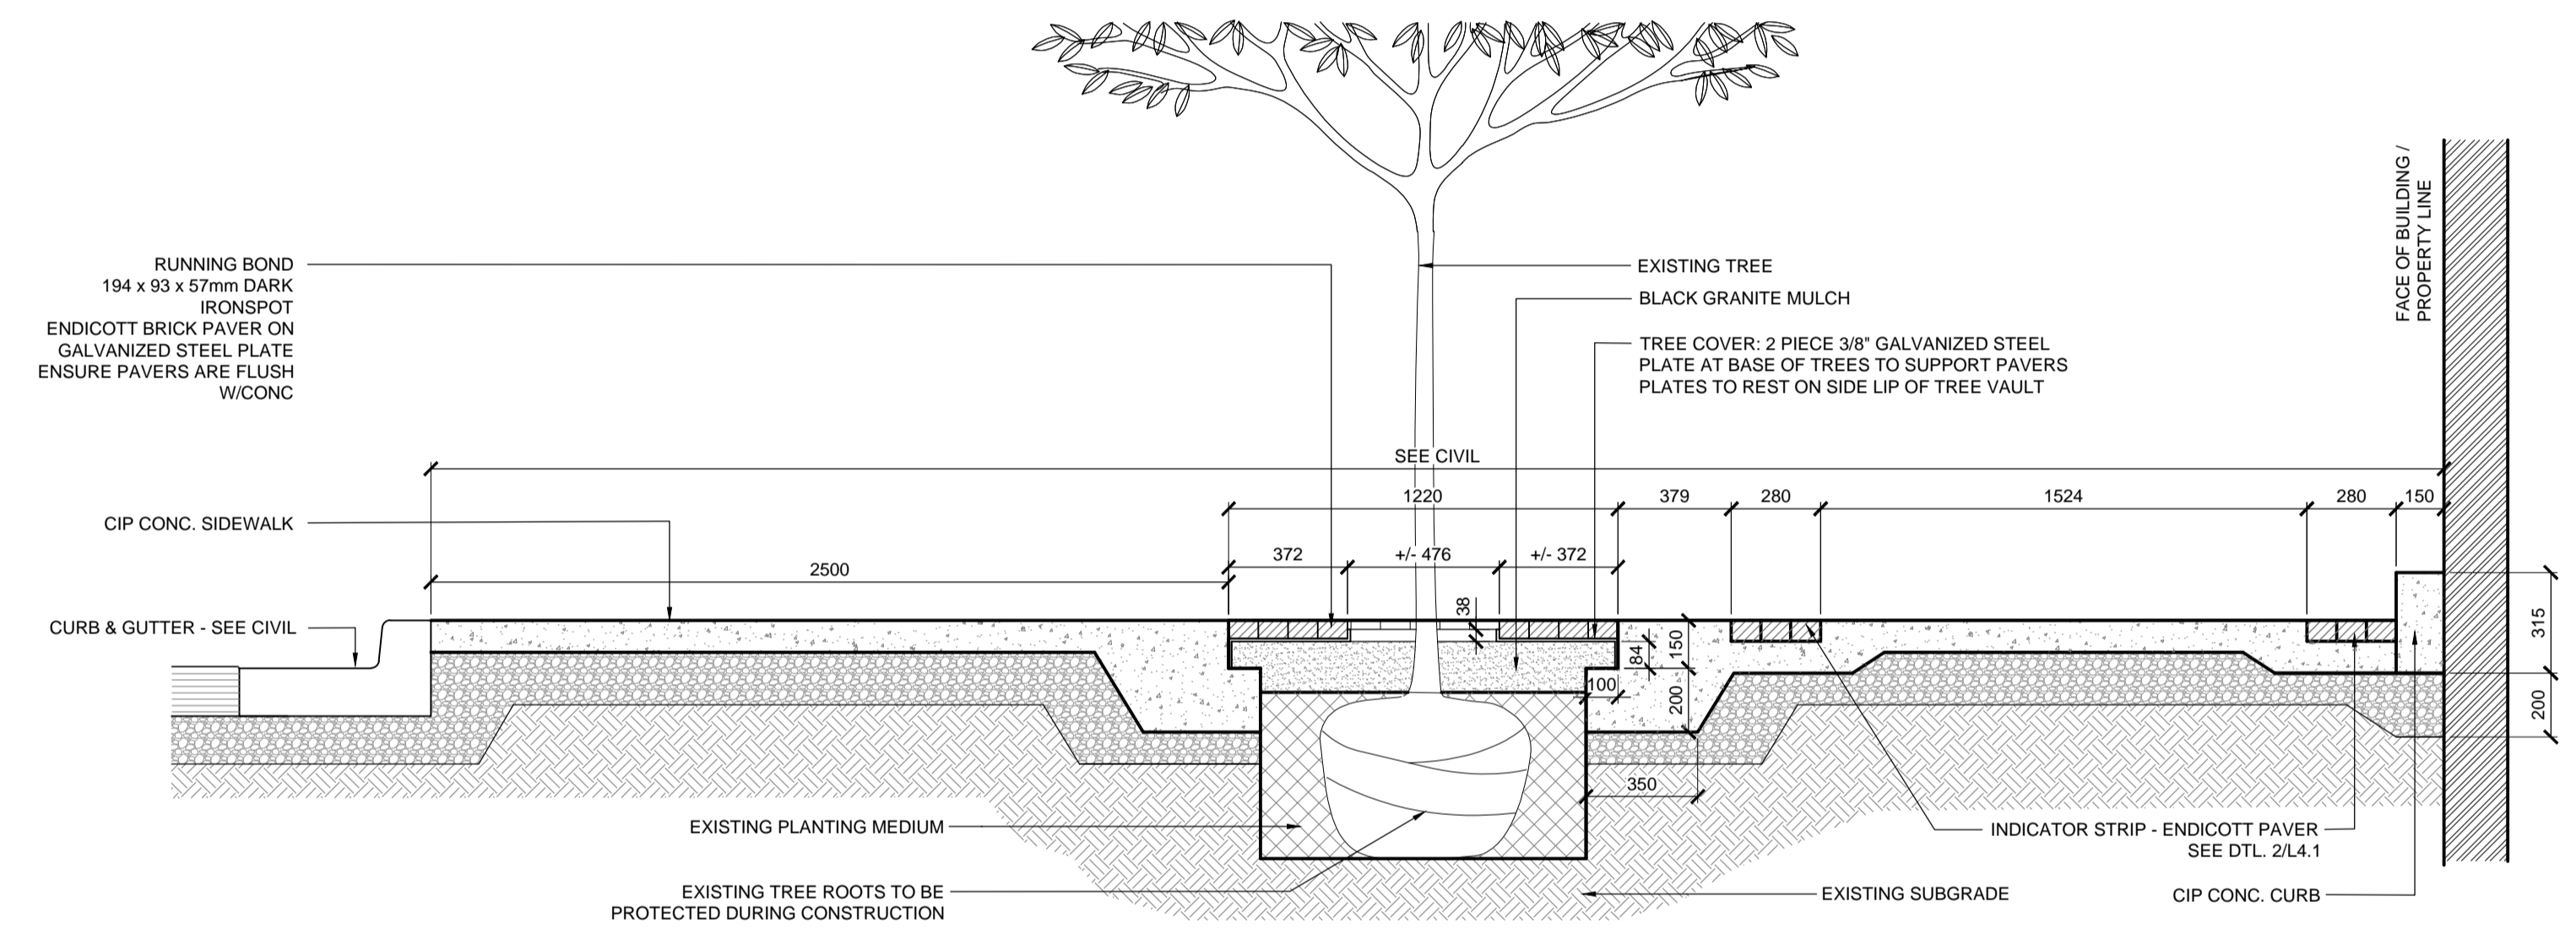 RUNNING BOND
194 x 93 x 57mm DARK
IRONSPOT
ENDICOTT BRICK PAVER ON
GALVANIZED STEEL PLATE
ENSURE PAVERS ARE FLUSH
W/CONC
EXISTING TREE
BLACK GRANITE MULCH
TREE COVER: 2 PIECE 3/8" GALVANIZED STEEL
PLATE AT BASE OF TREES TO SUPPORT PAVERS
PLATES TO REST ON SIDE LIP OF TREE VAULT
FACE OF BUILDING /
PROPERTY LINE
SEE CIVIL
1220
379
280
1524
280
150
CIP CONC. SIDEWALK
372
+/- 476
+/- 372
2500
CURB & GUTTER - SEE CIVIL
38
84
150
100
200
350
315
200
EXISTING PLANTING MEDIUM
INDICATOR STRIP - ENDICOTT PAVER
SEE DTL. 2/L4.1
EXISTING TREE ROOTS TO BE
PROTECTED DURING CONSTRUCTION
EXISTING SUBGRADE
CIP CONC. CURB